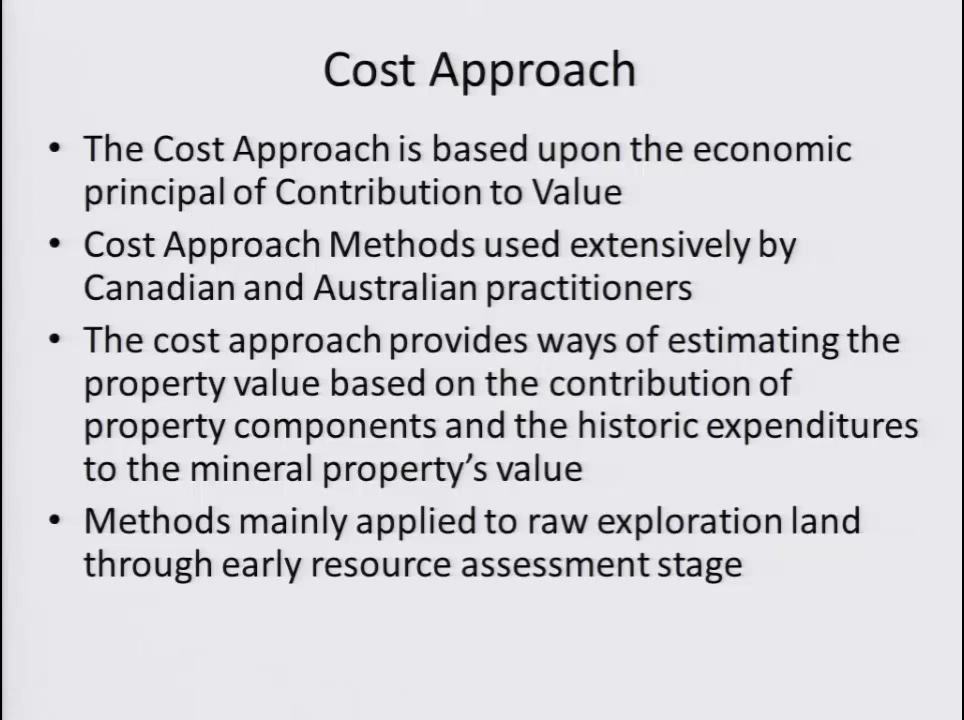 Cost Approach
• The Cost Approach is based upon the economic
principal of Contribution to Value
• Cost Approach Methods used extensively by
Canadian and Australian practitioners
• The cost approach provides ways of estimating the
property value based on the contribution of
property components and the historic expenditures
to the mineral property’s value
• Methods mainly applied to raw exploration land
through early resource assessment stage